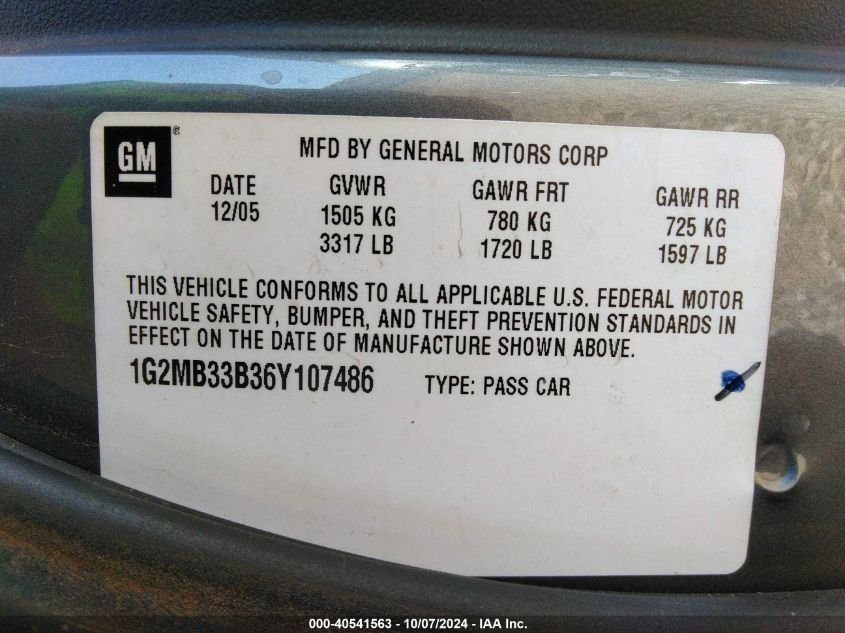 GM®
MFD BY GENERAL MOTORS CORP
DATE GVWR GAWR FRT GAWR RR
12/05 1505 KG 780 KG 725 KG
3317 LB 1720 LB 1597 LB
THIS VEHICLE CONFORMS TO ALL APPLICABLE U.S. FEDERAL MOTOR
VEHICLE SAFETY, BUMPER, AND THEFT PREVENTION STANDARDS IN
EFFECT ON THE DATE OF MANUFACTURE SHOWN ABOVE.
1G2MB33B36Y107486 TYPE: PASS CAR
000-40541563 - 10/07/2024 - IAA Inc.